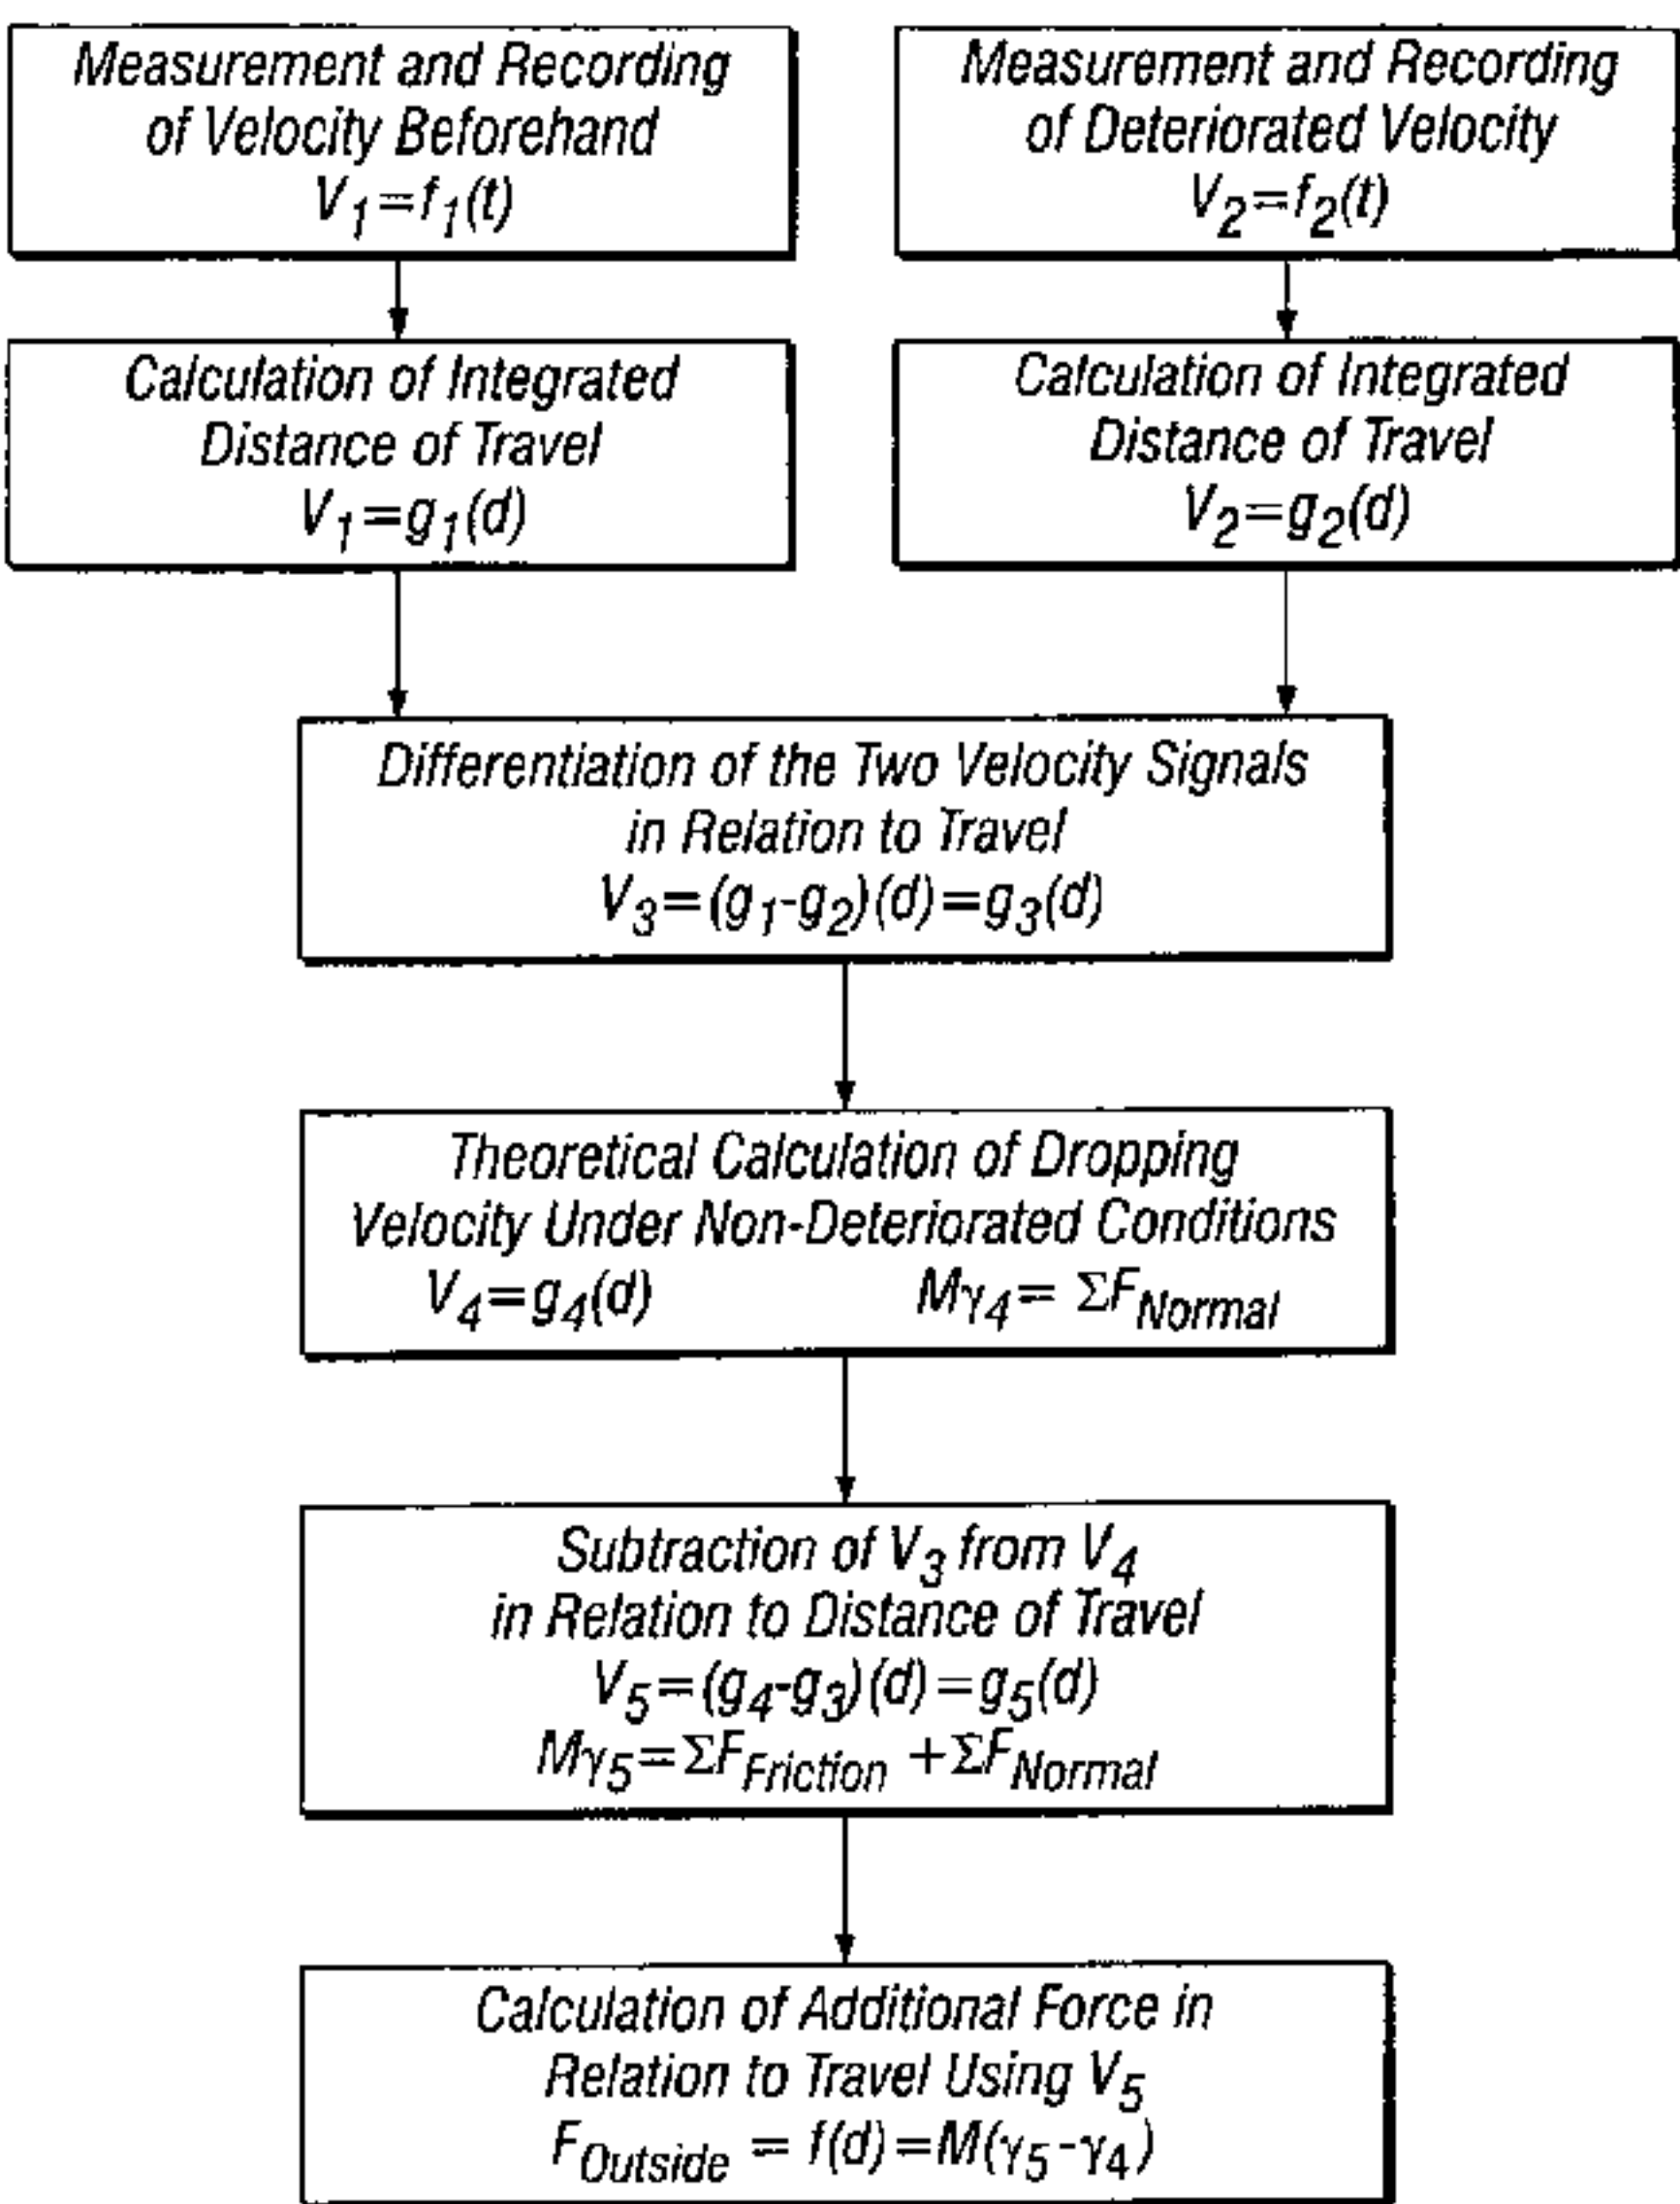 Measurement and Recording
of Velocity Beforehand
V1=f1(t)
Measurement and Recording
of Deteriorated Velocity
V2=f2(t)
Calculation of Integrated
Distance of Travel
V1=g1(d)
Calculation of Integrated
Distance of Travel
V2=g2(d)
Differentiation of the Two Velocity Signals
in Relation to Travel
V3=(g1-g2)(d)=g3(d)
Theoretical Calculation of Dropping
Velocity Under Non-Deteriorated Conditions
V4=g4(d) Mγ4= ΣFNormal
Subtraction of V3 from V4
in Relation to Distance of Travel
V5=(g4-g3)(d)=g5(d)
Mγ5=ΣFFriction +ΣFNormal
Calculation of Additional Force in
Relation to Travel Using V5
FOutside = f(d)=M(γ5-γ4)